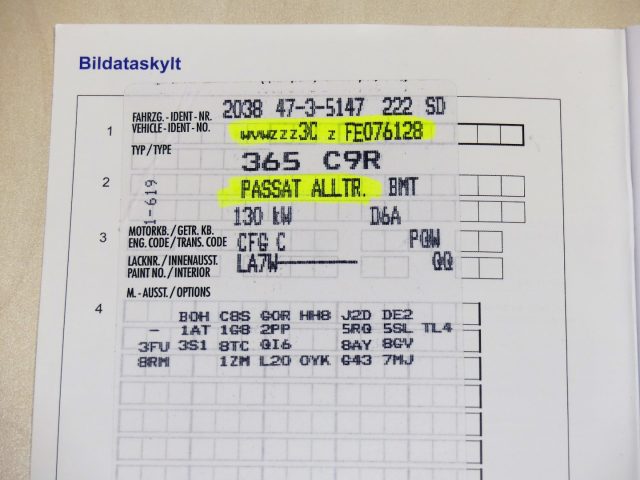 Bildataskylt
FAHRZG.-IDENT-NR. 2038 47-3-5147 222 SD
1 VEHICLE-IDENT-NO. WVWZZZ3C Z FE076128
TYP/TYPE 365 C9R
2 PASSAT ALLTR. BMT
1-619
130 kW D6A
MOTORKB./GETR. KB.
3 ENG. CODE/TRANS. CODE CFG C PGW
LACKNR./INNENAUSST. LA7W QQ
PAINT NO./INTERIOR
M.-AUSST./OPTIONS
4
B0H C8S G0R HH8 J2D DE2
- 1AT 1G8 2PP 5RQ 5SL TL4
3FU 3S1 8TC QI6 8AY 8GV
8RM 1ZM L20 0YK G43 7MJ